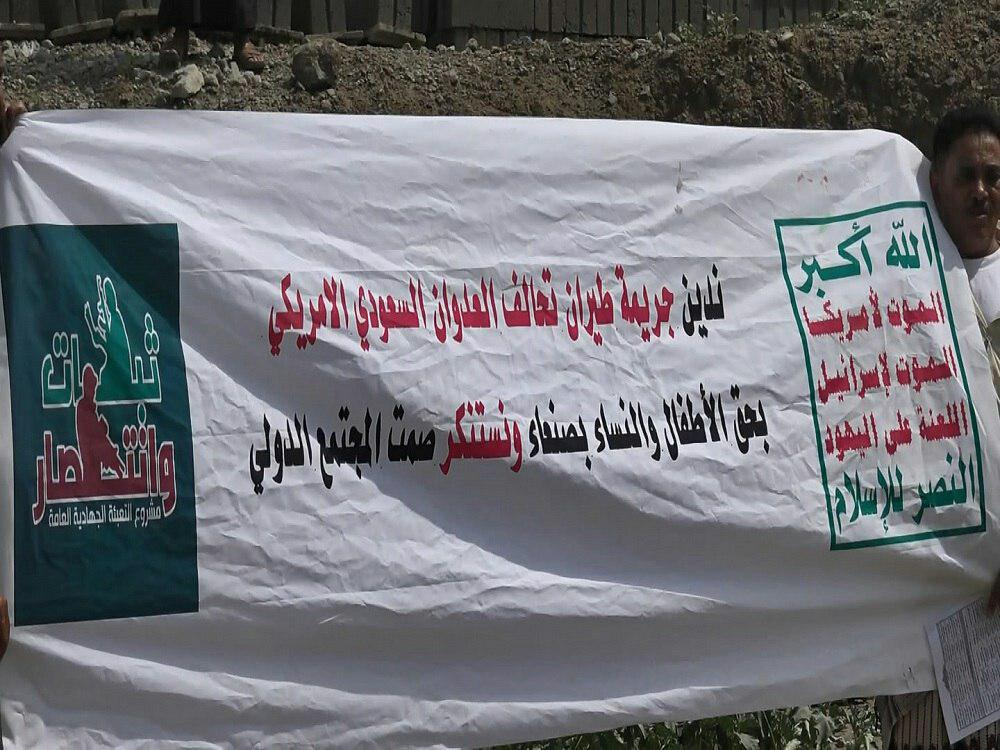 الله أكبر
الموت لأمريكا
الموت لإسرائيل
اللعنة على اليهود
النصر للإسلام
ندين جريمة طيران تحالف العدوان السعودي الامريكي
بحق الأطفال والنساء بصنعاء ونستنكر صمت المجتمع الدولي
ثبات
وانتصار
مشروع التعبئة الجهادية العامة